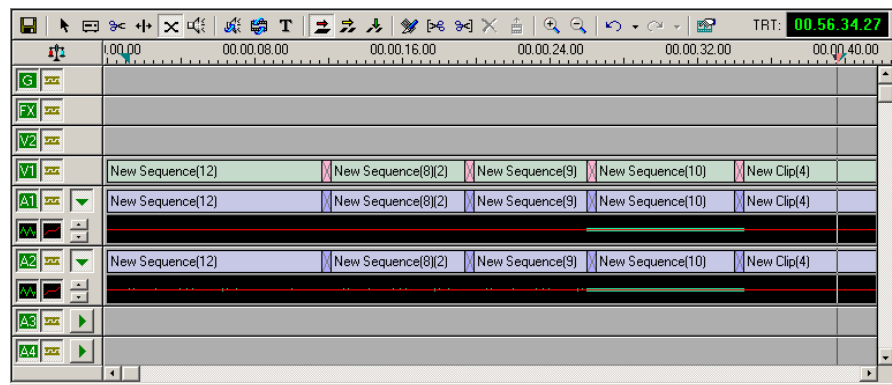 T TRT: 00.56.34.27
).00.00 00.00.08.00 00.00.16.00 00.00.24.00 00.00.32.00 00.00.40.00
G
FX
V2
V1 New Sequence(12) New Sequence(8)(2) New Sequence(9) New Sequence(10) New Clip(4)
A1 New Sequence(12) New Sequence(8)(2) New Sequence(9) New Sequence(10) New Clip(4)
A2 New Sequence(12) New Sequence(8)(2) New Sequence(9) New Sequence(10) New Clip(4)
A3
A4